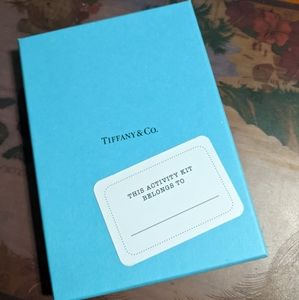 TIFFANY & CO.
THIS ACTIVITY KIT
BELONGS TO